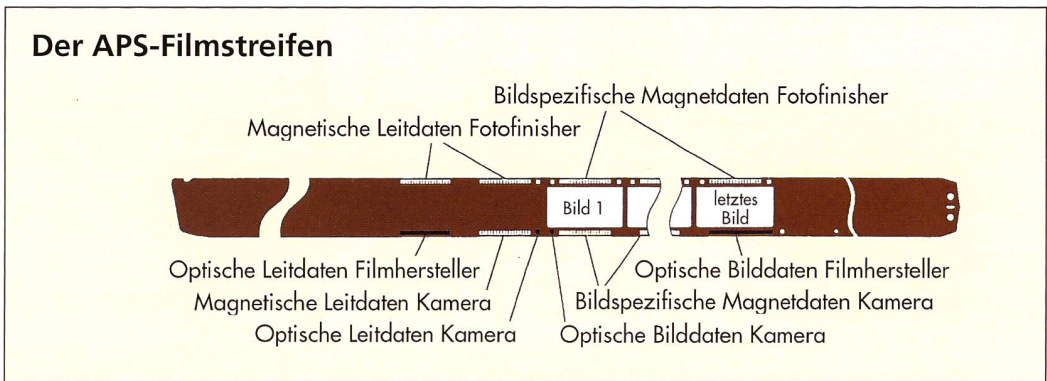 Der APS-Filmstreifen
Bildspezifische Magnetdaten Fotofinisher
Magnetische Leitdaten Fotofinisher
Bild 1
letztes
Bild
Optische Leitdaten Filmhersteller
Optische Bilddaten Filmhersteller
Magnetische Leitdaten Kamera
Bildspezifische Magnetdaten Kamera
Optische Leitdaten Kamera
Optische Bilddaten Kamera